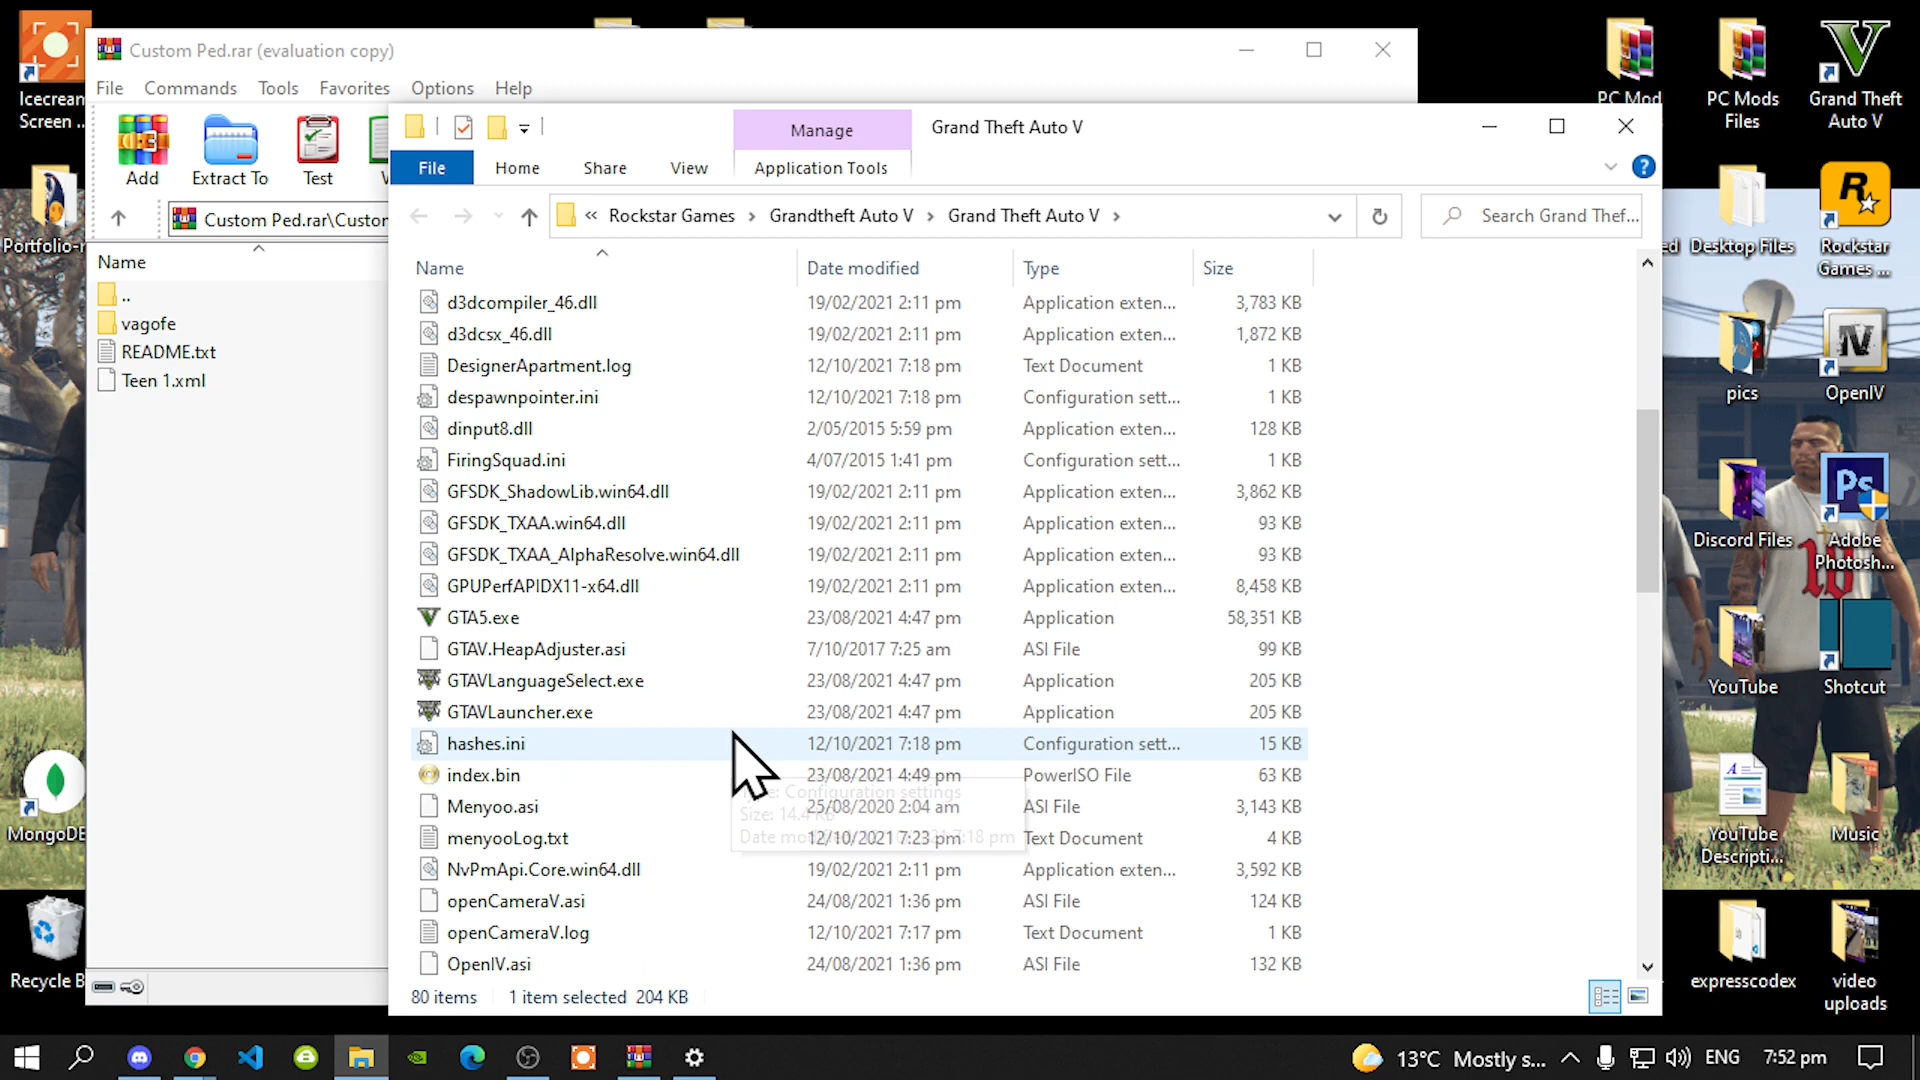 Icecream
Screen ...
Portfolio-r
MongoDB
Recycle B
Custom Ped.rar (evaluation copy)
File Commands Tools Favorites Options Help
Add
Extract To
Test
Custom Ped.rar\Custor
Name
..
vagofe
README.txt
Teen 1.xml
Manage
Grand Theft Auto V
File Home Share View Application Tools
« Rockstar Games › Grandtheft Auto V › Grand Theft Auto V ›
Search Grand Thef...
Name Date modified Type Size
d3dcompiler_46.dll 19/02/2021 2:11 pm Application exten... 3,783 KB
d3dcsx_46.dll 19/02/2021 2:11 pm Application exten... 1,872 KB
DesignerApartment.log 12/10/2021 7:18 pm Text Document 1 KB
despawnpointer.ini 12/10/2021 7:18 pm Configuration sett... 1 KB
dinput8.dll 2/05/2015 5:59 pm Application exten... 128 KB
FiringSquad.ini 4/07/2015 1:41 pm Configuration sett... 1 KB
GFSDK_ShadowLib.win64.dll 19/02/2021 2:11 pm Application exten... 3,862 KB
GFSDK_TXAA.win64.dll 19/02/2021 2:11 pm Application exten... 93 KB
GFSDK_TXAA_AlphaResolve.win64.dll 19/02/2021 2:11 pm Application exten... 93 KB
GPUPerfAPIDX11-x64.dll 19/02/2021 2:11 pm Application exten... 8,458 KB
GTA5.exe 23/08/2021 4:47 pm Application 58,351 KB
GTAV.HeapAdjuster.asi 7/10/2017 7:25 am ASI File 99 KB
GTAVLanguageSelect.exe 23/08/2021 4:47 pm Application 205 KB
GTAVLauncher.exe 23/08/2021 4:47 pm Application 205 KB
hashes.ini 12/10/2021 7:18 pm Configuration sett... 15 KB
index.bin 23/08/2021 4:49 pm PowerISO File 63 KB
Menyoo.asi 25/08/2020 2:04 am ASI File 3,143 KB
menyooLog.txt 12/10/2021 7:23 pm Text Document 4 KB
NvPmApi.Core.win64.dll 19/02/2021 2:11 pm Application exten... 3,592 KB
openCameraV.asi 24/08/2021 1:36 pm ASI File 124 KB
openCameraV.log 12/10/2021 7:17 pm Text Document 1 KB
OpenIV.asi 24/08/2021 1:36 pm ASI File 132 KB
Configuration settings
Size: 14.4 KB
80 items 1 item selected 204 KB
PC Mod
PC Mods
Files
Grand Theft
Auto V
ed
Desktop Files
Rockstar
Games ...
pics
OpenIV
Discord Files
Adobe
Photosh...
YouTube
Shotcut
YouTube
Descripti...
Music
expresscodex
video
uploads
13°C Mostly s... ENG 7:52 pm